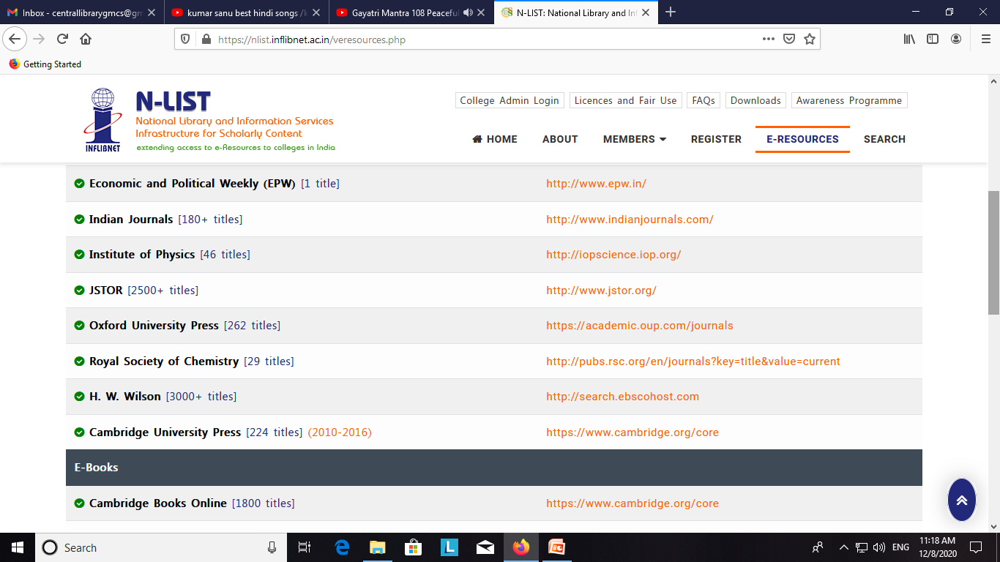 Inbox - centrallibrarygmcs@gm
kumar sanu best hindi songs /k
Gayatri Mantra 108 Peaceful
N-LIST: National Library and Inf
https://nlist.inflibnet.ac.in/veresources.php
Getting Started
INFLIBNET
N-LIST
National Library and Information Services
Infrastructure for Scholarly Content
extending access to e-Resources to colleges in India
College Admin Login Licences and Fair Use FAQs Downloads Awareness Programme
HOME ABOUT MEMBERS REGISTER E-RESOURCES SEARCH
Economic and Political Weekly (EPW) [1 title] http://www.epw.in/
Indian Journals [180+ titles] http://www.indianjournals.com/
Institute of Physics [46 titles] http://iopscience.iop.org/
JSTOR [2500+ titles] http://www.jstor.org/
Oxford University Press [262 titles] https://academic.oup.com/journals
Royal Society of Chemistry [29 titles] http://pubs.rsc.org/en/journals?key=title&value=current
H. W. Wilson [3000+ titles] http://search.ebscohost.com
Cambridge University Press [224 titles] (2010-2016) https://www.cambridge.org/core
E-Books
Cambridge Books Online [1800 titles] https://www.cambridge.org/core
Search
L
ENG
11:18 AM
12/8/2020